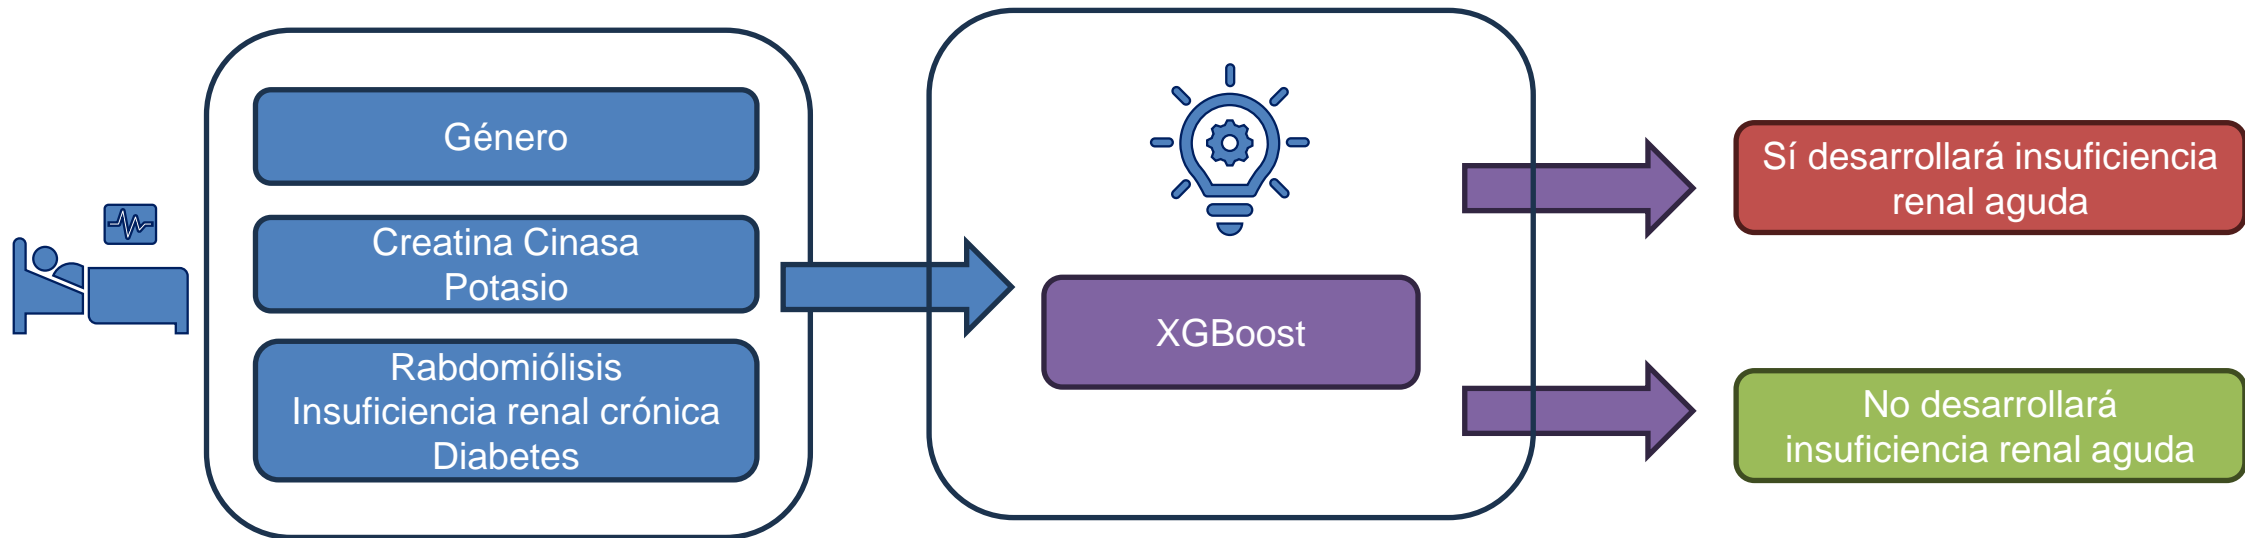 Género
Creatina Cinasa
Potasio
Rabdomiólisis
Insuficiencia renal crónica
Diabetes
XGBoost
Sí desarrollará insuficiencia
renal aguda
No desarrollará
insuficiencia renal aguda